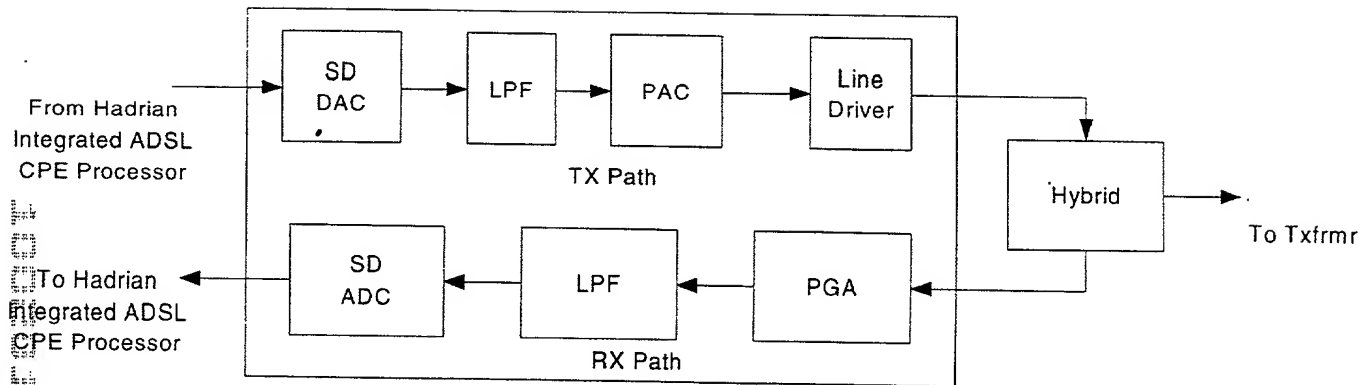 SD
DAC
LPF
PAC
Line
Driver
From Hadrian
Integrated ADSL
CPE Processor
TX Path
Hybrid
To Txfrmr
SD
ADC
LPF
PGA
To Hadrian
Integrated ADSL
CPE Processor
RX Path